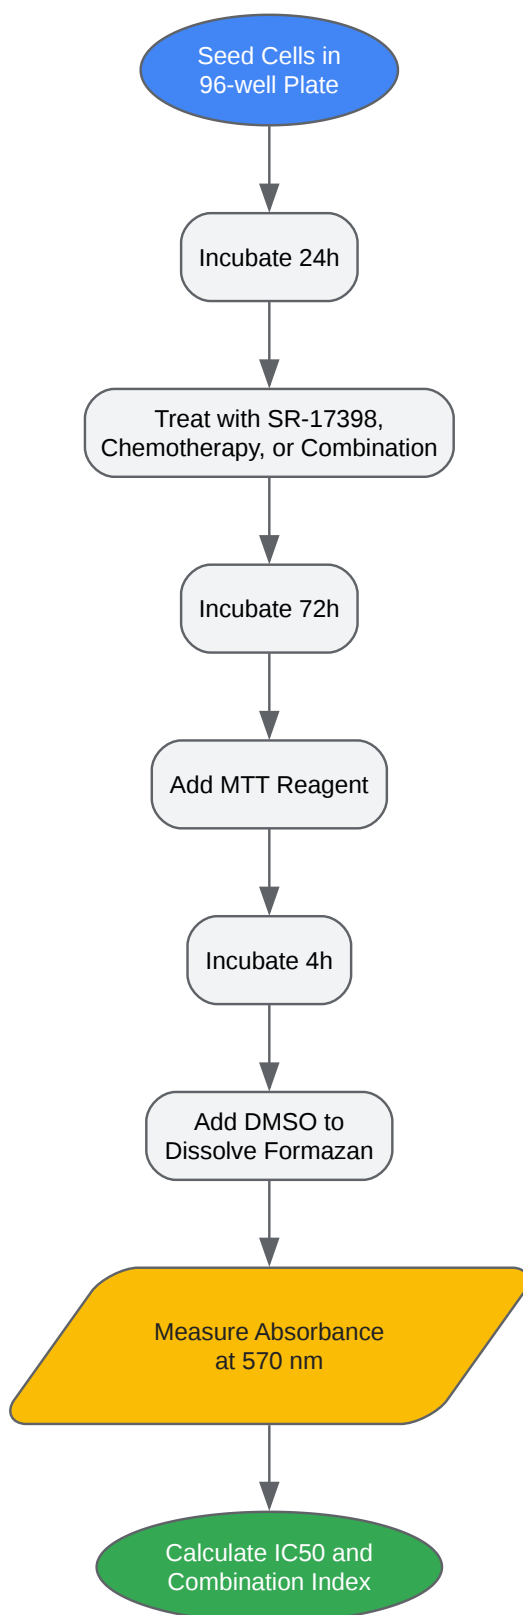 Seed Cells in
96-well Plate
Incubate 24h
Treat with SR-17398,
Chemotherapy, or Combination
Incubate 72h
Add MTT Reagent
Incubate 4h
Add DMSO to
Dissolve Formazan
Measure Absorbance
at 570 nm
Calculate IC50 and
Combination Index